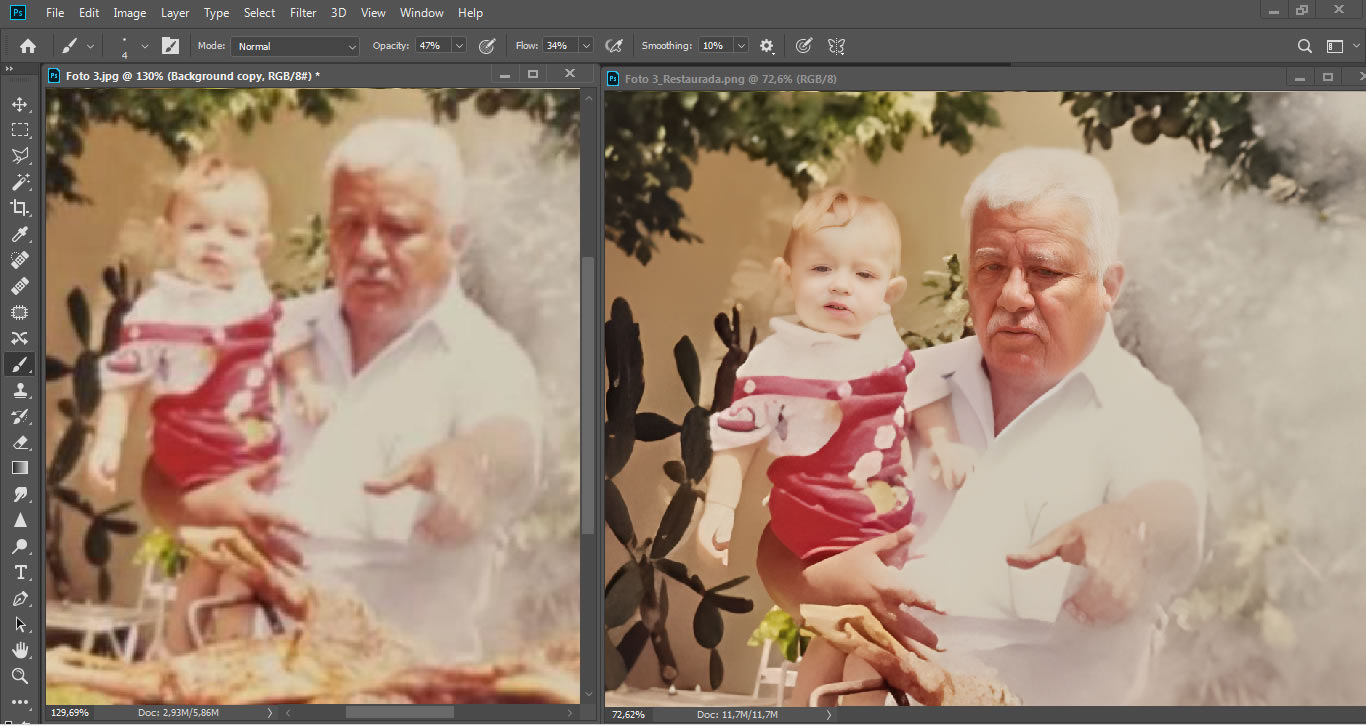 Ps File Edit Image Layer Type Select Filter 3D View Window Help
4 Mode: Normal Opacity: 47% Flow: 34% Smoothing: 10%
Ps Foto 3.jpg @ 130% (Background copy, RGB/8#) *
Ps Foto 3_Restaurada.png @ 72,6% (RGB/8)
T
129,69% Doc: 2,93M/5,86M
72,62% Doc: 11,7M/11,7M